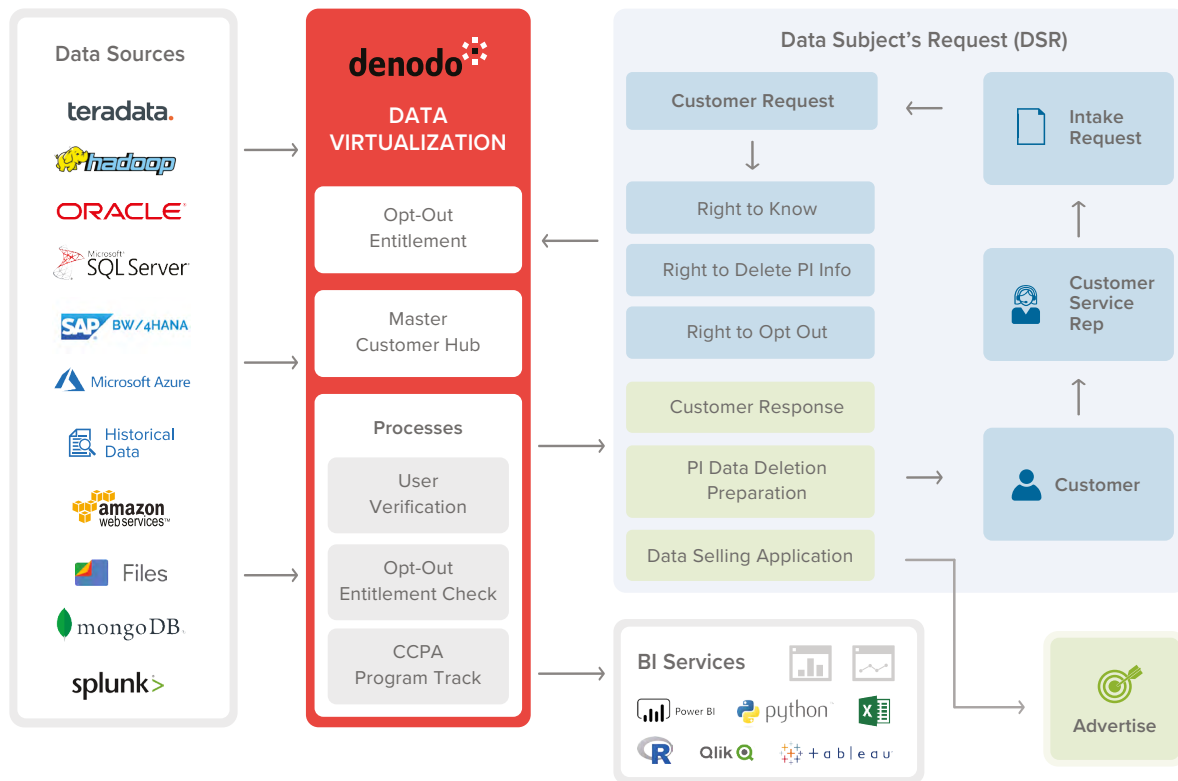 Data Sources
teradata.
hadoop
ORACLE
Microsoft
SQL Server
SAP BW/4HANA
Microsoft Azure
Historical
Data
amazon
web services™
Files
mongoDB
splunk>
denodo
DATA
VIRTUALIZATION
Opt-Out
Entitlement
Master
Customer Hub
Processes
User
Verification
Opt-Out
Entitlement Check
CCPA
Program Track
Data Subject's Request (DSR)
Customer Request
Right to Know
Right to Delete PI Info
Right to Opt Out
Customer Response
PI Data Deletion
Preparation
Data Selling Application
Intake
Request
Customer
Service
Rep
Customer
BI Services
Power BI
python
X
R
Qlik
+ableau
Advertise